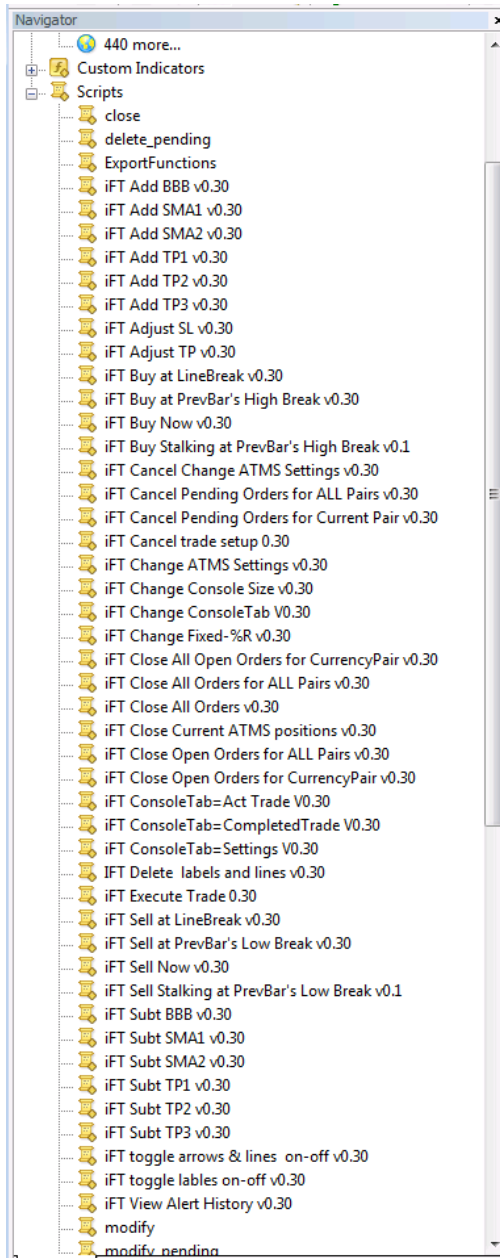 Navigator
440 more...
Custom Indicators
Scripts
close
delete_pending
ExportFunctions
iFT Add BBB v0.30
iFT Add SMA1 v0.30
iFT Add SMA2 v0.30
iFT Add TP1 v0.30
iFT Add TP2 v0.30
iFT Add TP3 v0.30
iFT Adjust SL v0.30
iFT Adjust TP v0.30
iFT Buy at LineBreak v0.30
iFT Buy at PrevBar's High Break v0.30
iFT Buy Now v0.30
iFT Buy Stalking at PrevBar's High Break v0.1
iFT Cancel Change ATMS Settings v0.30
iFT Cancel Pending Orders for ALL Pairs v0.30
iFT Cancel Pending Orders for Current Pair v0.30
iFT Cancel trade setup 0.30
iFT Change ATMS Settings v0.30
iFT Change Console Size v0.30
iFT Change ConsoleTab V0.30
iFT Change Fixed-%R v0.30
iFT Close All Open Orders for CurrencyPair v0.30
iFT Close All Orders for ALL Pairs v0.30
iFT Close All Orders v0.30
iFT Close Current ATMS positions v0.30
iFT Close Open Orders for ALL Pairs v0.30
iFT Close Open Orders for CurrencyPair v0.30
iFT ConsoleTab=Act Trade V0.30
iFT ConsoleTab=CompletedTrade V0.30
iFT ConsoleTab=Settings V0.30
IFT Delete  labels and lines v0.30
iFT Execute Trade 0.30
iFT Sell at LineBreak v0.30
iFT Sell at PrevBar's Low Break v0.30
iFT Sell Now v0.30
iFT Sell Stalking at PrevBar's Low Break v0.1
iFT Subt BBB v0.30
iFT Subt SMA1 v0.30
iFT Subt SMA2 v0.30
iFT Subt TP1 v0.30
iFT Subt TP2 v0.30
iFT Subt TP3 v0.30
iFT toggle arrows & lines  on-off v0.30
iFT toggle lables on-off v0.30
iFT View Alert History v0.30
modify
modify_pending